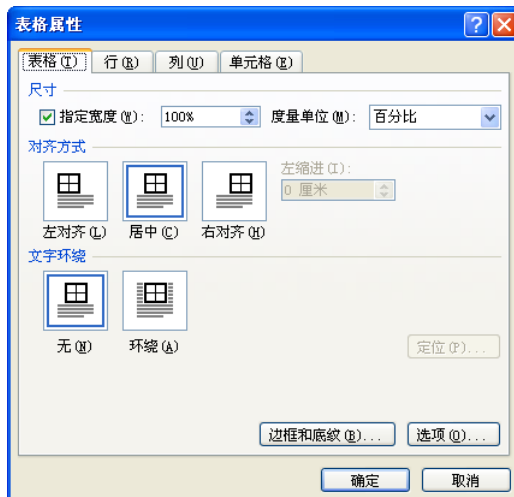 表格属性
表格(T) 行(R) 列(U) 单元格(E)
尺寸
指定宽度(W): 100% 度量单位(M): 百分比
对齐方式
左缩进(I):
0 厘米
左对齐(L) 居中(C) 右对齐(H)
文字环绕
无(N) 环绕(A)
定位(P)...
边框和底纹(B)... 选项(O)...
确定 取消